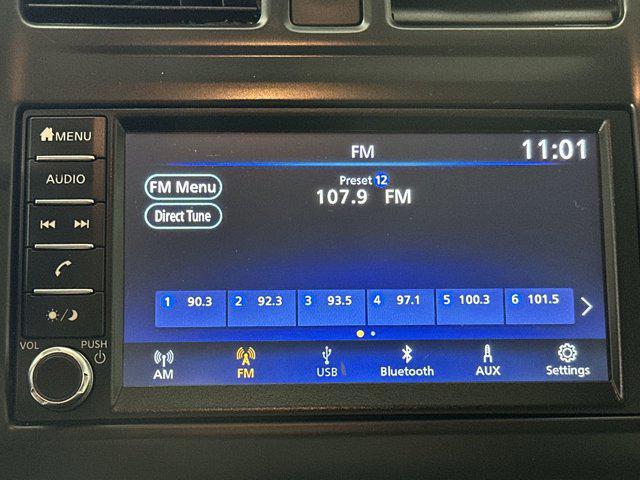 MENU
AUDIO
VOL
PUSH
FM
11:01
FM Menu
Direct Tune
Preset 12
107.9 FM
1 90.3
2 92.3
3 93.5
4 97.1
5 100.3
6 101.5
AM
FM
USB
Bluetooth
AUX
Settings